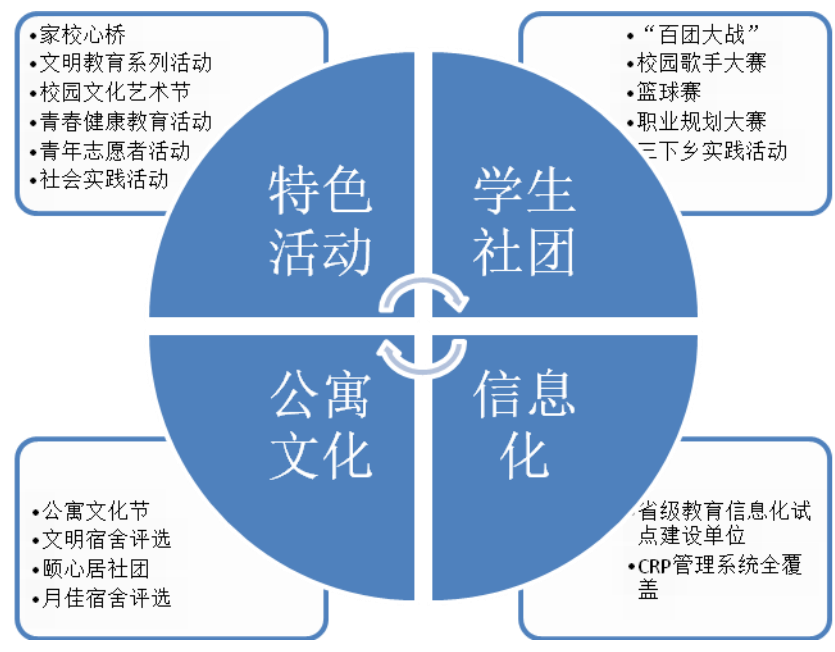 •家校心桥
•文明教育系列活动
•校园文化艺术节
•青春健康教育活动
•青年志愿者活动
•社会实践活动
•“百团大战”
•校园歌手大赛
•篮球赛
•职业规划大赛
三下乡实践活动
特色
活动
学生
社团
公寓
文化
信息
化
•公寓文化节
•文明宿舍评选
•颐心居社团
•月佳宿舍评选
省级教育信息化试
点建设单位
•CRP管理系统全覆
盖